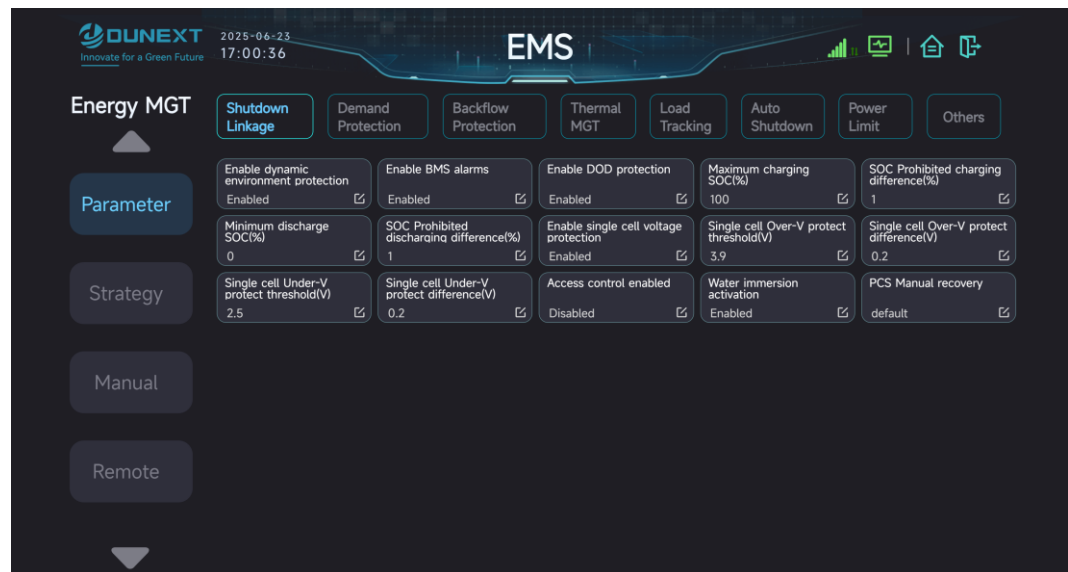 DUNEXT
Innovate for a Green Future
2025-06-23
17:00:36
EMS
Energy MGT
Shutdown
Linkage
Demand
Protection
Backflow
Protection
Thermal
MGT
Load
Tracking
Auto
Shutdown
Power
Limit
Others
Parameter
Strategy
Manual
Remote
Enable dynamic
environment protection
Enabled
Enable BMS alarms
Enabled
Enable DOD protection
Enabled
Maximum charging
SOC(%)
100
SOC Prohibited charging
difference(%)
1
Minimum discharge
SOC(%)
0
SOC Prohibited
discharging difference(%)
1
Enable single cell voltage
protection
Enabled
Single cell Over-V protect
threshold(V)
3.9
Single cell Over-V protect
difference(V)
0.2
Single cell Under-V
protect threshold(V)
2.5
Single cell Under-V
protect difference(V)
0.2
Access control enabled
Disabled
Water immersion
activation
Enabled
PCS Manual recovery
default